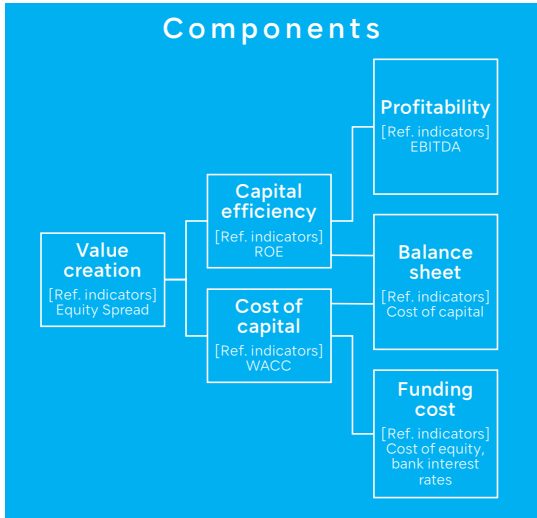 Components
Value
creation
[Ref. indicators]
Equity Spread
Capital
efficiency
[Ref. indicators]
ROE
Cost of
capital
[Ref. indicators]
WACC
Profitability
[Ref. indicators]
EBITDA
Balance
sheet
[Ref. indicators]
Cost of capital
Funding
cost
[Ref. indicators]
Cost of equity,
bank interest
rates